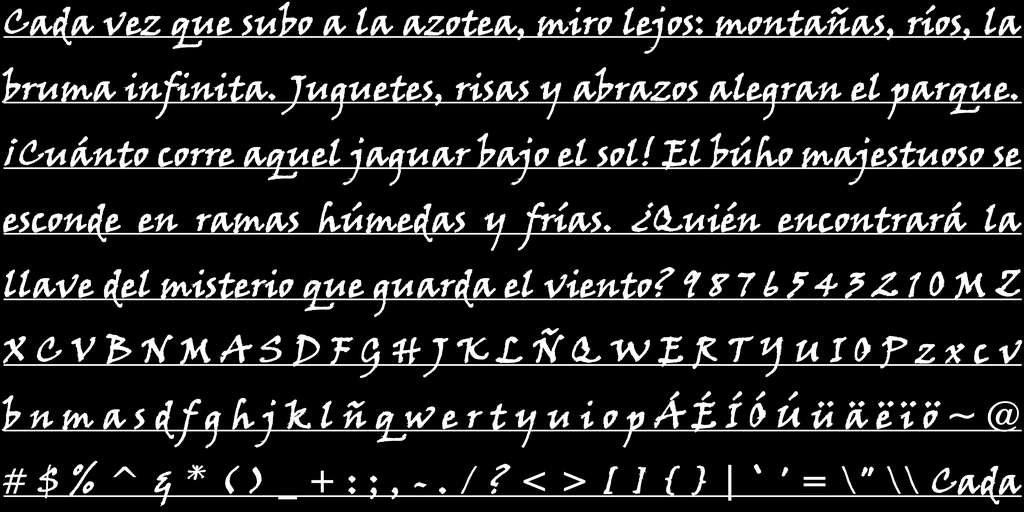 Cada vez que subo a la azotea, miro lejos: montañas, ríos, la
bruma infinita. Juguetes, risas y abrazos alegran el parque.
¡Cuánto corre aquel jaguar bajo el sol! El búho majestuoso se
esconde en ramas húmedas y frías. ¿Quién encontrará la
llave del misterio que guarda el viento? 9 8 7 6 5 4 3 2 1 0 M Z
X C V B N M A S D F G H J K L Ñ Q W E R T Y U I O P z x c v
b n m a s d f g h j k l ñ q w e r t y u i o p Á É Í Ó Ú ü ä ë ï ö ~ @
# $ % ^ & * ( ) _ + : ; , - . / ? < > [ ] { } | ` ' = \ " \ \ Cada